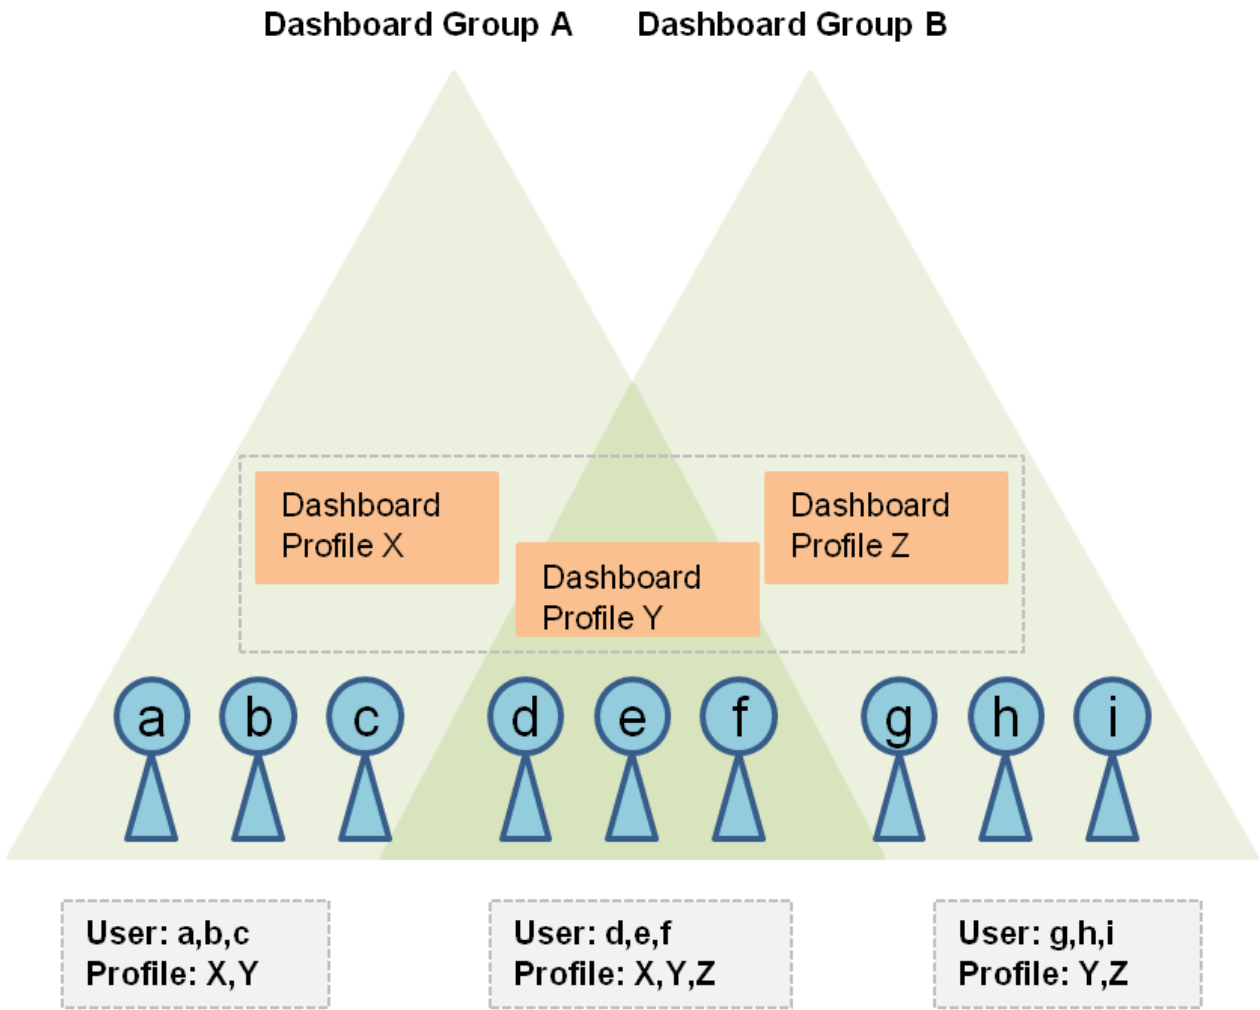 Dashboard Group A
Dashboard Group B
Dashboard
Profile X
Dashboard
Profile Y
Dashboard
Profile Z
a
b
c
d
e
f
g
h
i
User: a,b,c
Profile: X,Y
User: d,e,f
Profile: X,Y,Z
User: g,h,i
Profile: Y,Z